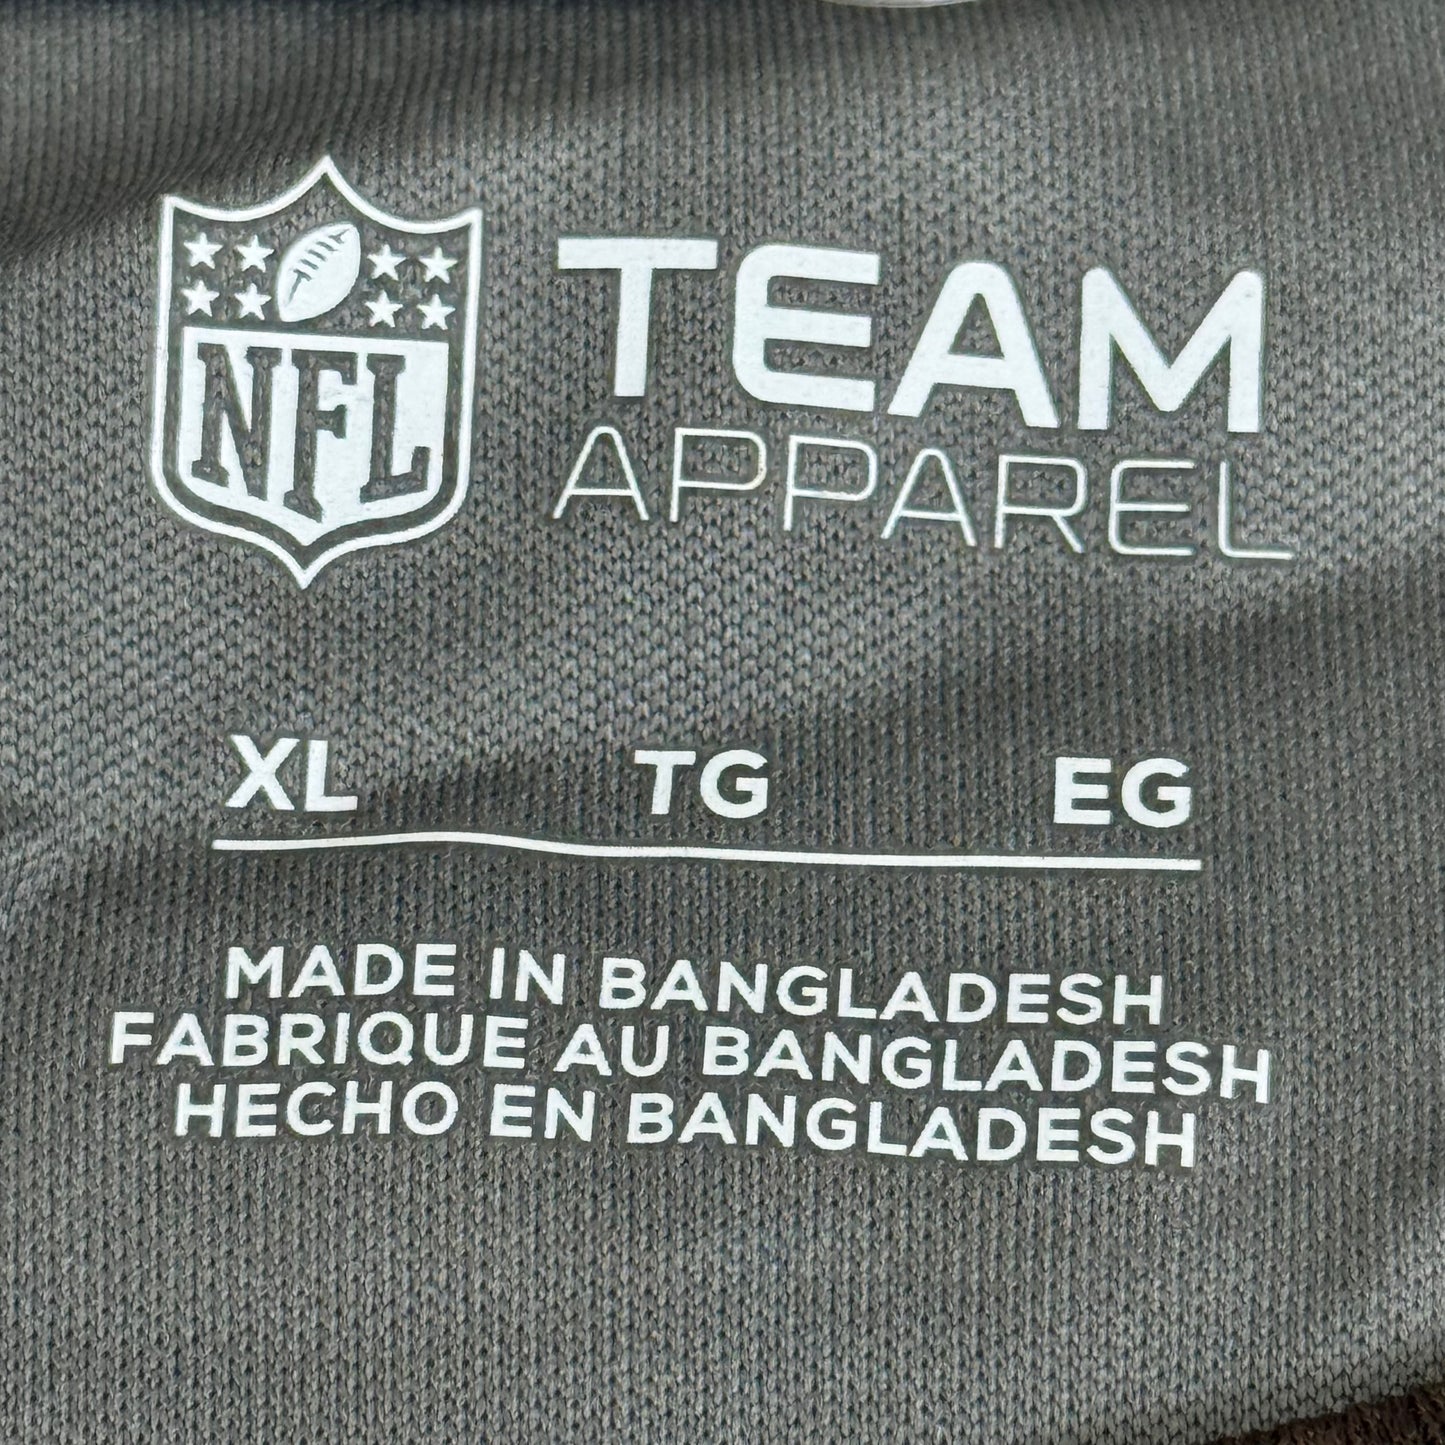 NFL
TEAM
APPAREL
XL TG EG
MADE IN BANGLADESH
FABRIQUE AU BANGLADESH
HECHO EN BANGLADESH